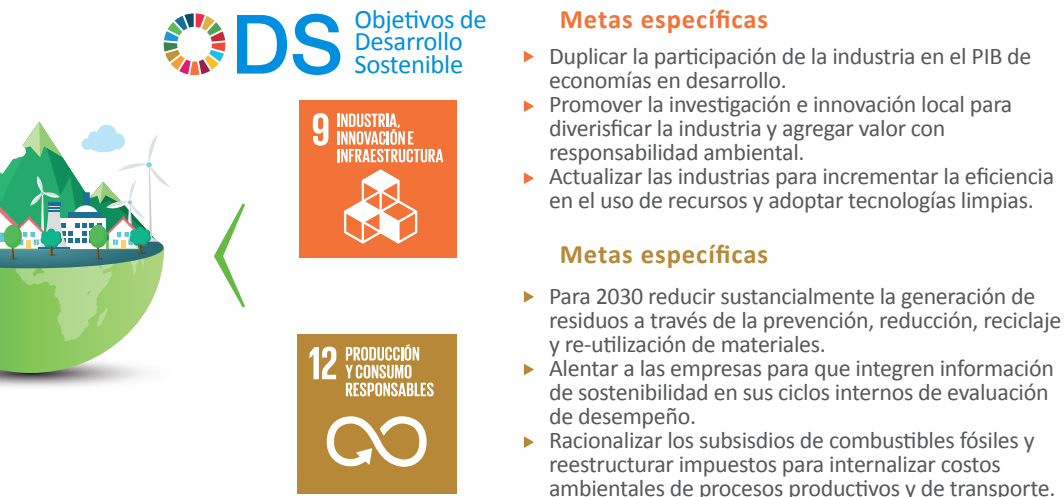 ODS
Objetivos de
Desarrollo
Sostenible
9 INDUSTRIA,
INNOVACIÓN E
INFRAESTRUCTURA
Metas específicas
Duplicar la participación de la industria en el PIB de
economías en desarrollo.
Promover la investigación e innovación local para
diverisficar la industria y agregar valor con
responsabilidad ambiental.
Actualizar las industrias para incrementar la eficiencia
en el uso de recursos y adoptar tecnologías limpias.
12 PRODUCCIÓN
Y CONSUMO
RESPONSABLES
Metas específicas
Para 2030 reducir sustancialmente la generación de
residuos a través de la prevención, reducción, reciclaje
y re-utilización de materiales.
Alentar a las empresas para que integren información
de sostenibilidad en sus ciclos internos de evaluación
de desempeño.
Racionalizar los subsisdios de combustibles fósiles y
reestructurar impuestos para internalizar costos
ambientales de procesos productivos y de transporte.